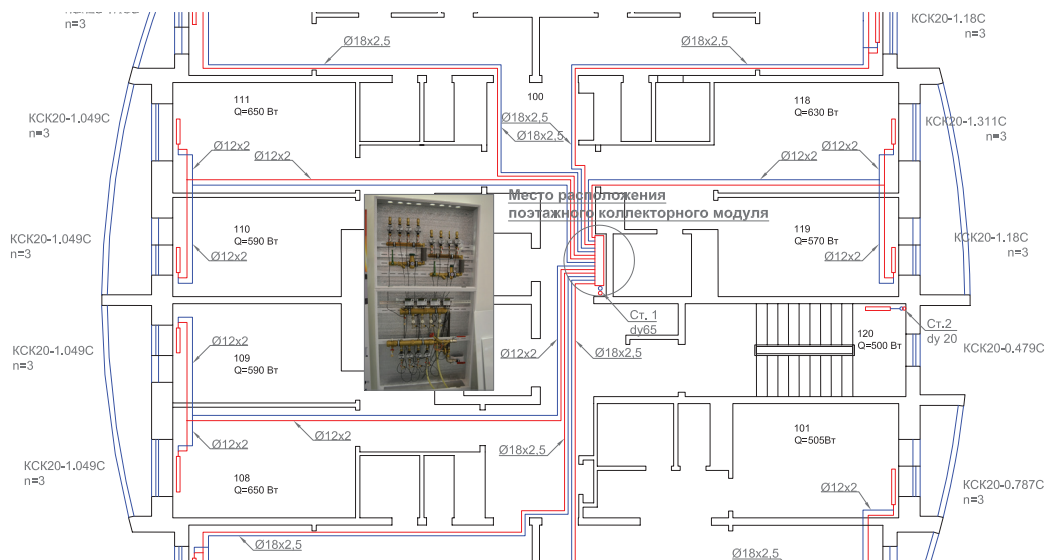 n=3
КСК20-1.18С
n=3
Ø18x2,5
Ø18x2,5
111
Q=650 Вт
100
118
Q=630 Вт
КСК20-1.049С
n=3
Ø18x2,5
Ø18x2,5
КСК20-1.311С
n=3
Ø12x2
Ø12x2
Ø12x2
Ø12x2
Место расположения
поэтажного коллекторного модуля
110
Q=590 Вт
119
Q=570 Вт
КСК20-1.049С
n=3
КСК20-1.18С
n=3
Ø12x2
Ø12x2
Ст. 1
dy65
Ст.2
dy 20
120
Q=500 Вт
КСК20-1.049С
n=3
Ø12x2
109
Q=590 Вт
Ø12x2
Ø18x2,5
КСК20-0.479С
Ø12x2
Ø12x2
Ø18x2,5
101
Q=505Вт
КСК20-1.049С
n=3
108
Q=650 Вт
Ø12x2
КСК20-0.787С
n=3
Ø18x2,5
Ø18x2,5